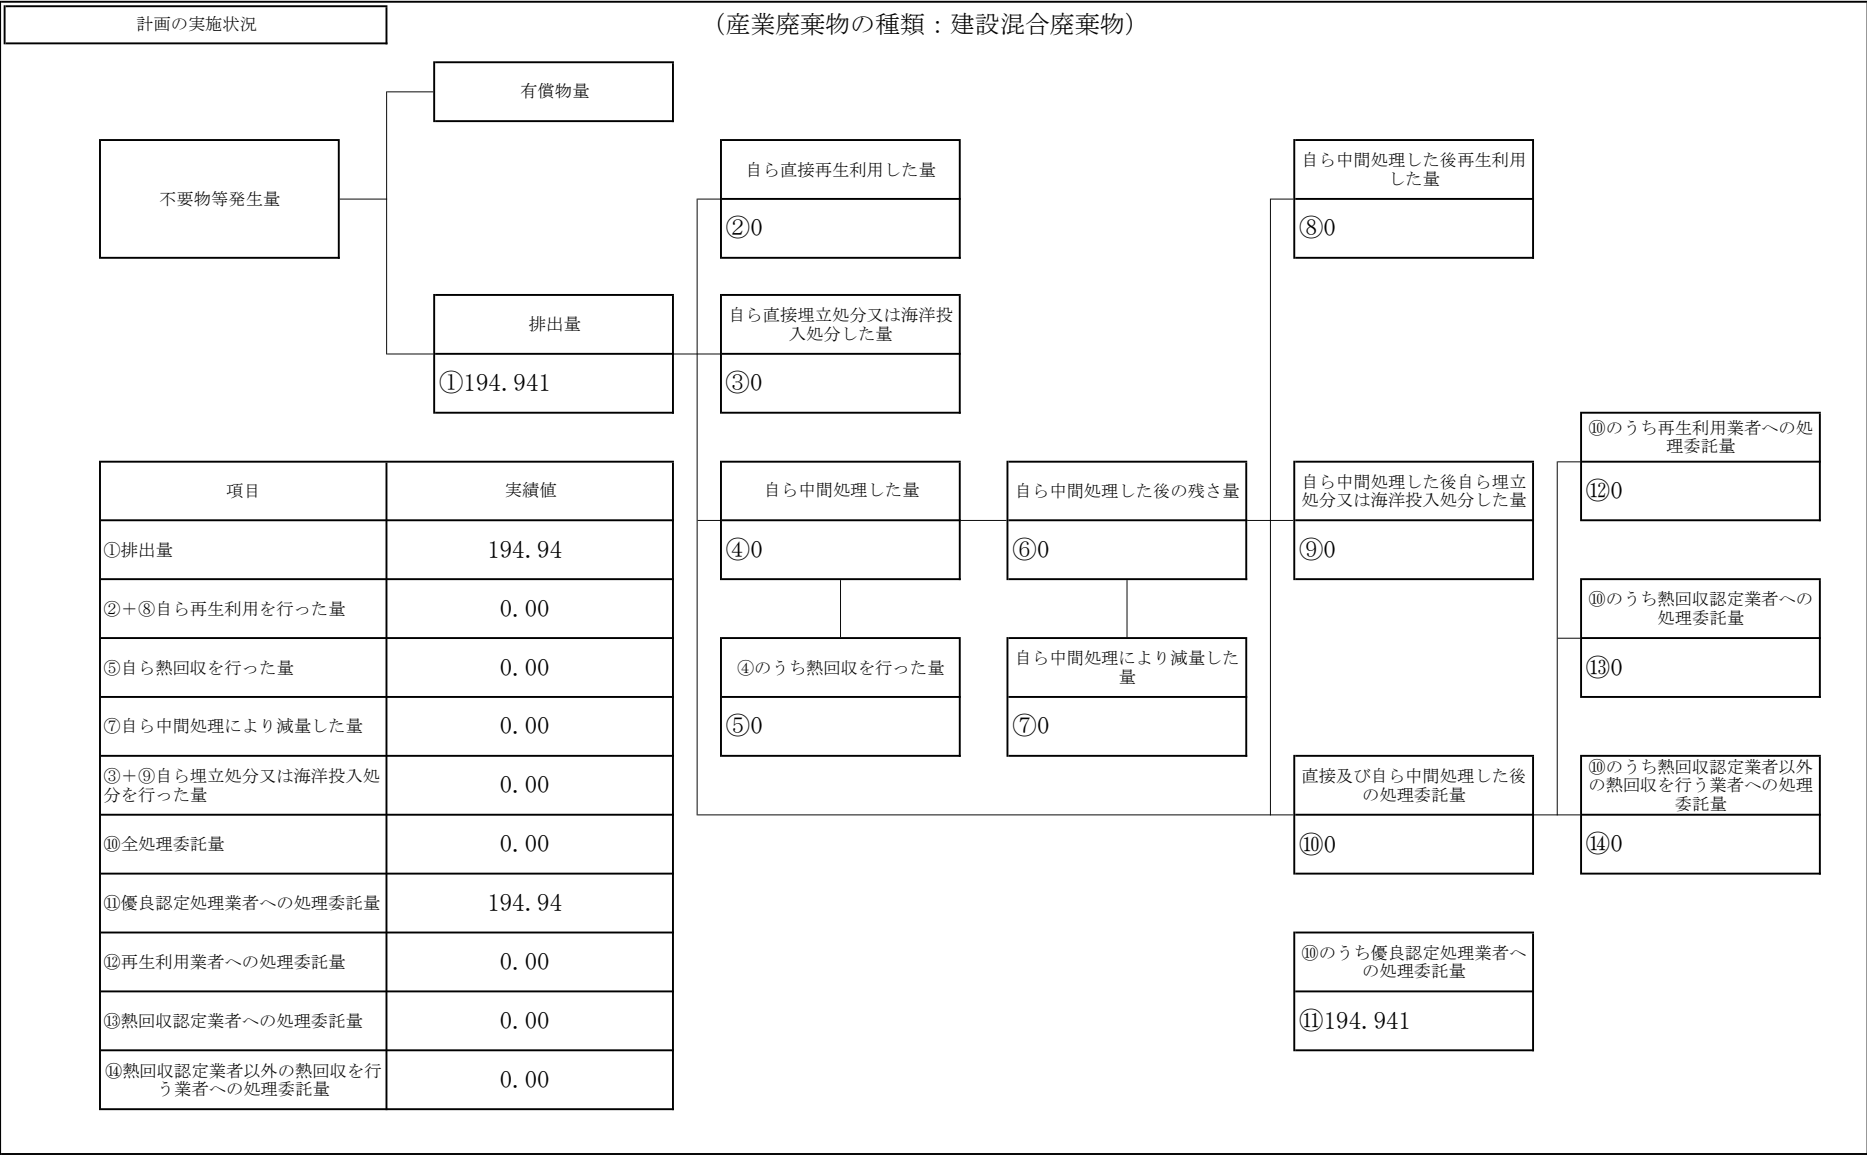 計画の実施状況
（産業廃棄物の種類：建設混合廃棄物）
有償物量
不要物等発生量
排出量
①194.941
自ら直接再生利用した量
②0
自ら直接埋立処分又は海洋投
入処分した量
③0
自ら中間処理した後再生利用
した量
⑧0
自ら中間処理した量
④0
自ら中間処理した後の残さ量
⑥0
自ら中間処理した後自ら埋立
処分又は海洋投入処分した量
⑨0
⑩のうち再生利用業者への処
理委託量
⑫0
④のうち熱回収を行った量
⑤0
自ら中間処理により減量した
量
⑦0
⑩のうち熱回収認定業者への
処理委託量
⑬0
直接及び自ら中間処理した後
の処理委託量
⑩0
⑩のうち熱回収認定業者以外
の熱回収を行う業者への処理
委託量
⑭0
⑩のうち優良認定処理業者へ
の処理委託量
⑪194.941
項目 実績値
①排出量 194.94
②＋⑧自ら再生利用を行った量 0.00
⑤自ら熱回収を行った量 0.00
⑦自ら中間処理により減量した量 0.00
③＋⑨自ら埋立処分又は海洋投入処
分を行った量 0.00
⑩全処理委託量 0.00
⑪優良認定処理業者への処理委託量 194.94
⑫再生利用業者への処理委託量 0.00
⑬熱回収認定業者への処理委託量 0.00
⑭熱回収認定業者以外の熱回収を行
う業者への処理委託量 0.00